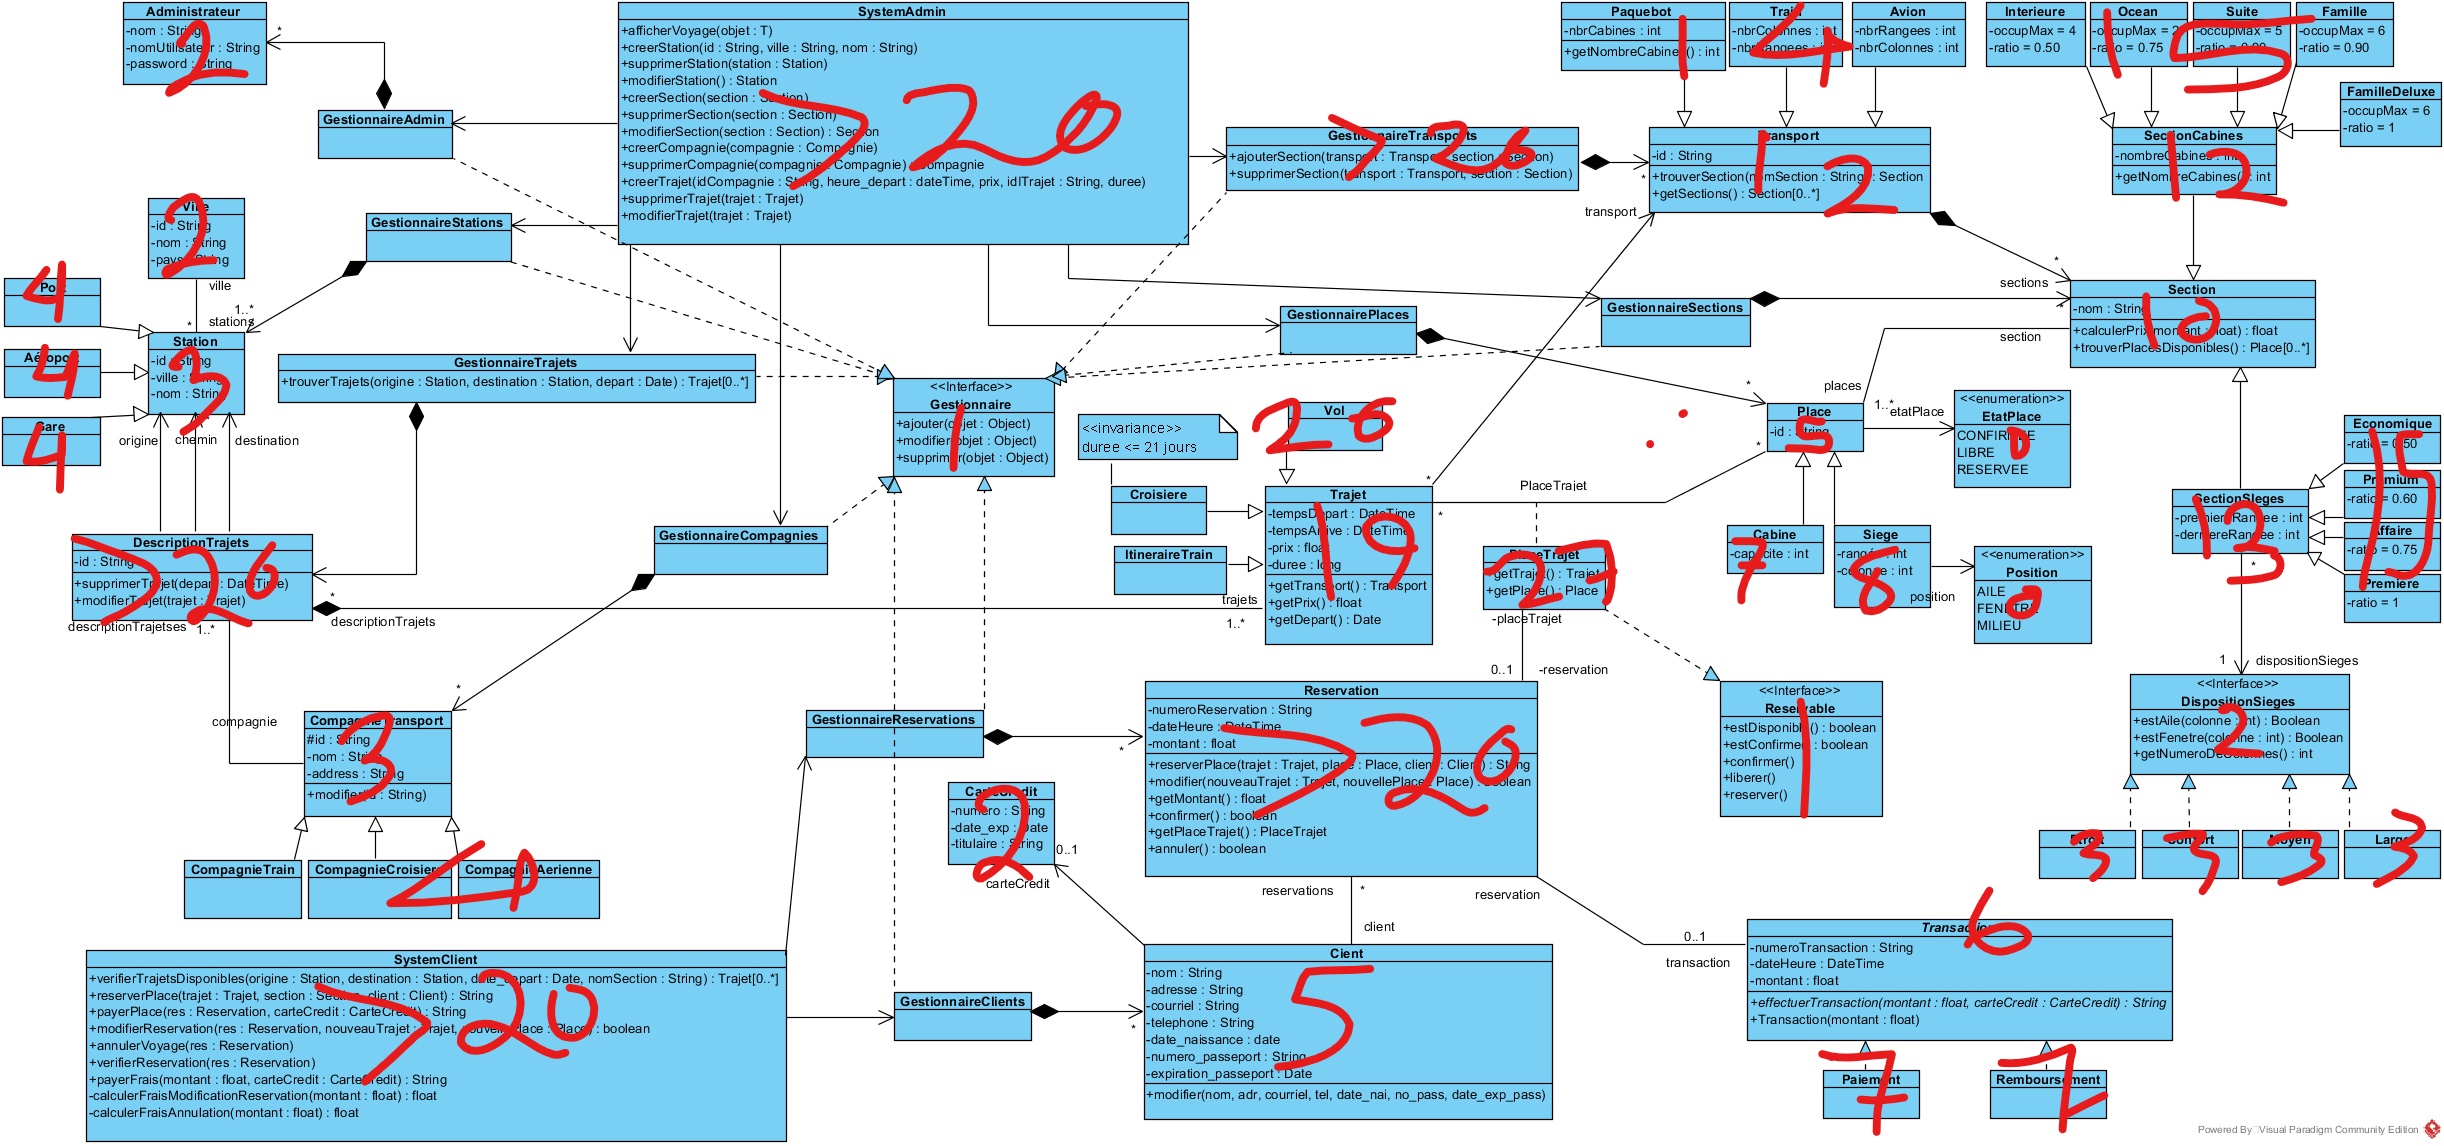 Administrateur
-nom : String
-nomUtilisateur : String
-password : String
2
*
GestionnaireAdmin
SystemAdmin
+afficherVoyage(objet : T)
+creerStation(id : String, ville : String, nom : String)
+supprimerStation(station : Station)
+modifierStation() : Station
+creerSection(section : Section)
+supprimerSection(section : Section)
+modifierSection(section : Section) : Section
+creerCompagnie(compagnie : Compagnie)
+supprimerCompagnie(compagnie : Compagnie) : Compagnie
+creerTrajet(idCompagnie : String, heure_depart : dateTime, prix, idlTrajet : String, duree)
+supprimerTrajet(trajet : Trajet)
+modifierTrajet(trajet : Trajet)
>20
Paquebot
-nbrCabines : int
+getNombreCabines() : int
Train
-nbrColonnes : int
-nbrRangees : int
Avion
-nbrRangees : int
-nbrColonnes : int
14
Interieure
-occupMax = 4
-ratio = 0.50
Ocean
-occupMax = 2
-ratio = 0.75
Suite
-occupMax = 5
-ratio = 0.90
Famille
-occupMax = 6
-ratio = 0.90
15
FamilleDeluxe
-occupMax = 6
-ratio = 1
GestionnaireTransports
+ajouterSection(transport : Transport, section : Section)
+supprimerSection(transport : Transport, section : Section)
>26
*
Transport
-id : String
+trouverSection(nomSection : String) : Section
+getSections() : Section[0..*]
12
transport
SectionCabines
-nombreCabines : int
+getNombreCabines() : int
12
Ville
-id : String
-nom : String
-pays : String
2
ville
GestionnaireStations
1..*
stations
*
Port
4
Aéroport
4
Gare
4
Station
-id : String
-ville : String
-nom : String
3
origine
chemin
destination
GestionnaireTrajets
+trouverTrajets(origine : Station, destination : Station, depart : Date) : Trajet[0..*]
<<Interface>>
Gestionnaire
+ajouter(objet : Object)
+modifier(objet : Object)
+supprimer(objet : Object)
1
GestionnairePlaces
GestionnaireSections
*
sections
*
Section
-nom : String
+calculerPrix(montant : float) : float
+trouverPlacesDisponibles() : Place[0..*]
10
section
places
*
Place
-id : String
5
*
1..*
etatPlace
<<enumeration>>
EtatPlace
CONFIRMEE
LIBRE
RESERVEE
0
<<invariance>>
duree <= 21 jours
Vol
20
Croisiere
ItineraireTrain
Trajet
-tempsDepart : DateTime
-tempsArrive : DateTime
-prix : float
-duree : long
+getTransport() : Transport
+getPrix() : float
+getDepart() : Date
19
*
*
PlaceTrajet
PlaceTrajet
+getTrajet() : Trajet
+getPlace() : Place
27
-placeTrajet
Cabine
-capacite : int
7
Siege
-rangée : int
-colonne : int
8
position
<<enumeration>>
Position
AILE
FENETRE
MILIEU
0
SectionSIeges
-premiereRangee : int
-derniereRangee : int
13
*
Economique
-ratio = 0.50
Premium
-ratio = 0.60
Affaire
-ratio = 0.75
Premiere
-ratio = 1
15
DescriptionTrajets
-id : String
+supprimerTrajet(depart : DateTime)
+modifierTrajet(trajet : Trajet)
>26
descriptionTrajetses
1..*
*
descriptionTrajets
trajets
1..*
GestionnaireCompagnies
*
compagnie
CompagnieTransport
#id : String
-nom : String
-address : String
+modifier(id : String)
3
CompagnieTrain
CompagnieCroisiere
CompagnieAerienne
4
GestionnaireReservations
*
0..1
-reservation
Reservation
-numeroReservation : String
-dateHeure : DateTime
-montant : float
+reserverPlace(trajet : Trajet, place : Place, client : Client) : String
+modifier(nouveauTrajet : Trajet, nouvellePlace : Place) : Boolean
+getMontant() : float
+confirmer() : boolean
+getPlaceTrajet() : PlaceTrajet
+annuler() : boolean
>20
<<Interface>>
Reservable
+estDisponible() : boolean
+estConfirmee() : boolean
+confirmer()
+liberer()
+reserver()
1
1
dispositionSieges
<<Interface>>
DispositionSieges
+estAile(colonne : int) : Boolean
+estFenetre(colonne : int) : Boolean
+getNumeroDeColonnes() : int
2
Etroit
3
Confort
3
Moyen
3
Large
3
CarteCredit
-numero : String
-date_exp : Date
-titulaire : String
2
0..1
carteCredit
reservations
*
client
reservation
0..1
transaction
Transaction
-numeroTransaction : String
-dateHeure : DateTime
-montant : float
+effectuerTransaction(montant : float, carteCredit : CarteCredit) : String
+Transaction(montant : float)
6
Paiement
7
Remboursement
7
SystemClient
+verifierTrajetsDisponibles(origine : Station, destination : Station, date_depart : Date, nomSection : String) : Trajet[0..*]
+reserverPlace(trajet : Trajet, section : Section, client : Client) : String
+payerPlace(res : Reservation, carteCredit : CarteCredit) : String
+modifierReservation(res : Reservation, nouveauTrajet : Trajet, nouvellePlace : Place) : boolean
+annulerVoyage(res : Reservation)
+verifierReservation(res : Reservation)
+payerFrais(montant : float, carteCredit : CarteCredit) : String
-calculerFraisModificationReservation(montant : float) : float
-calculerFraisAnnulation(montant : float) : float
>20
GestionnaireClients
*
Cient
-nom : String
-adresse : String
-courriel : String
-telephone : String
-date_naissance : date
-numero_passeport : String
-expiration_passeport : Date
+modifier(nom, adr, courriel, tel, date_nai, no_pass, date_exp_pass)
5
Powered By Visual Paradigm Community Edition